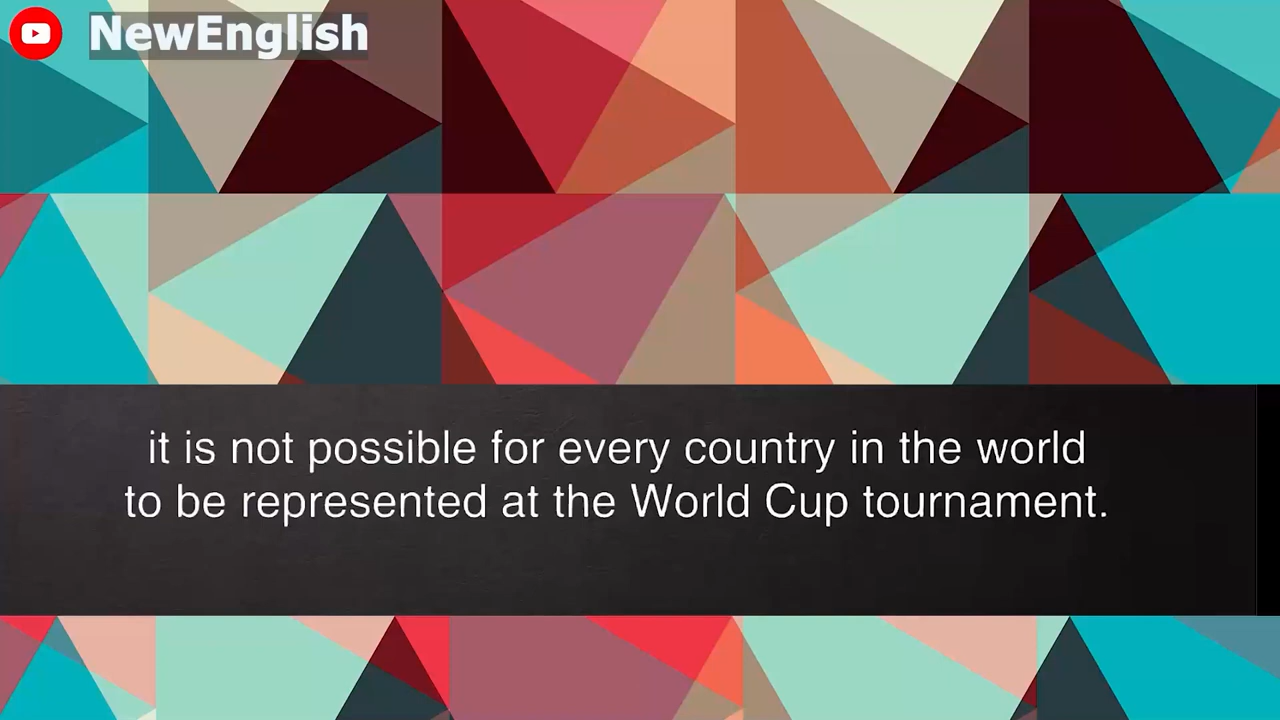 NewEnglish
it is not possible for every country in the world
to be represented at the World Cup tournament.